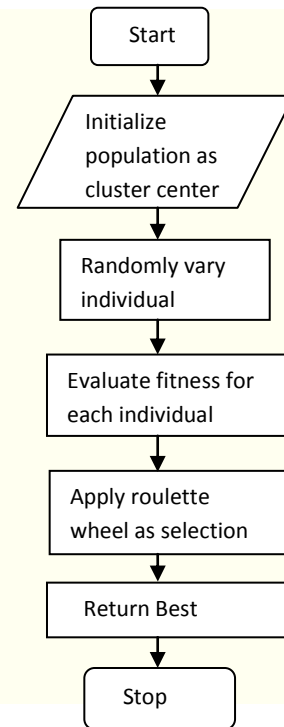 Start
Initialize
population as
cluster center
Randomly vary
individual
Evaluate fitness for
each individual
Apply roulette
wheel as selection
Return Best
Stop